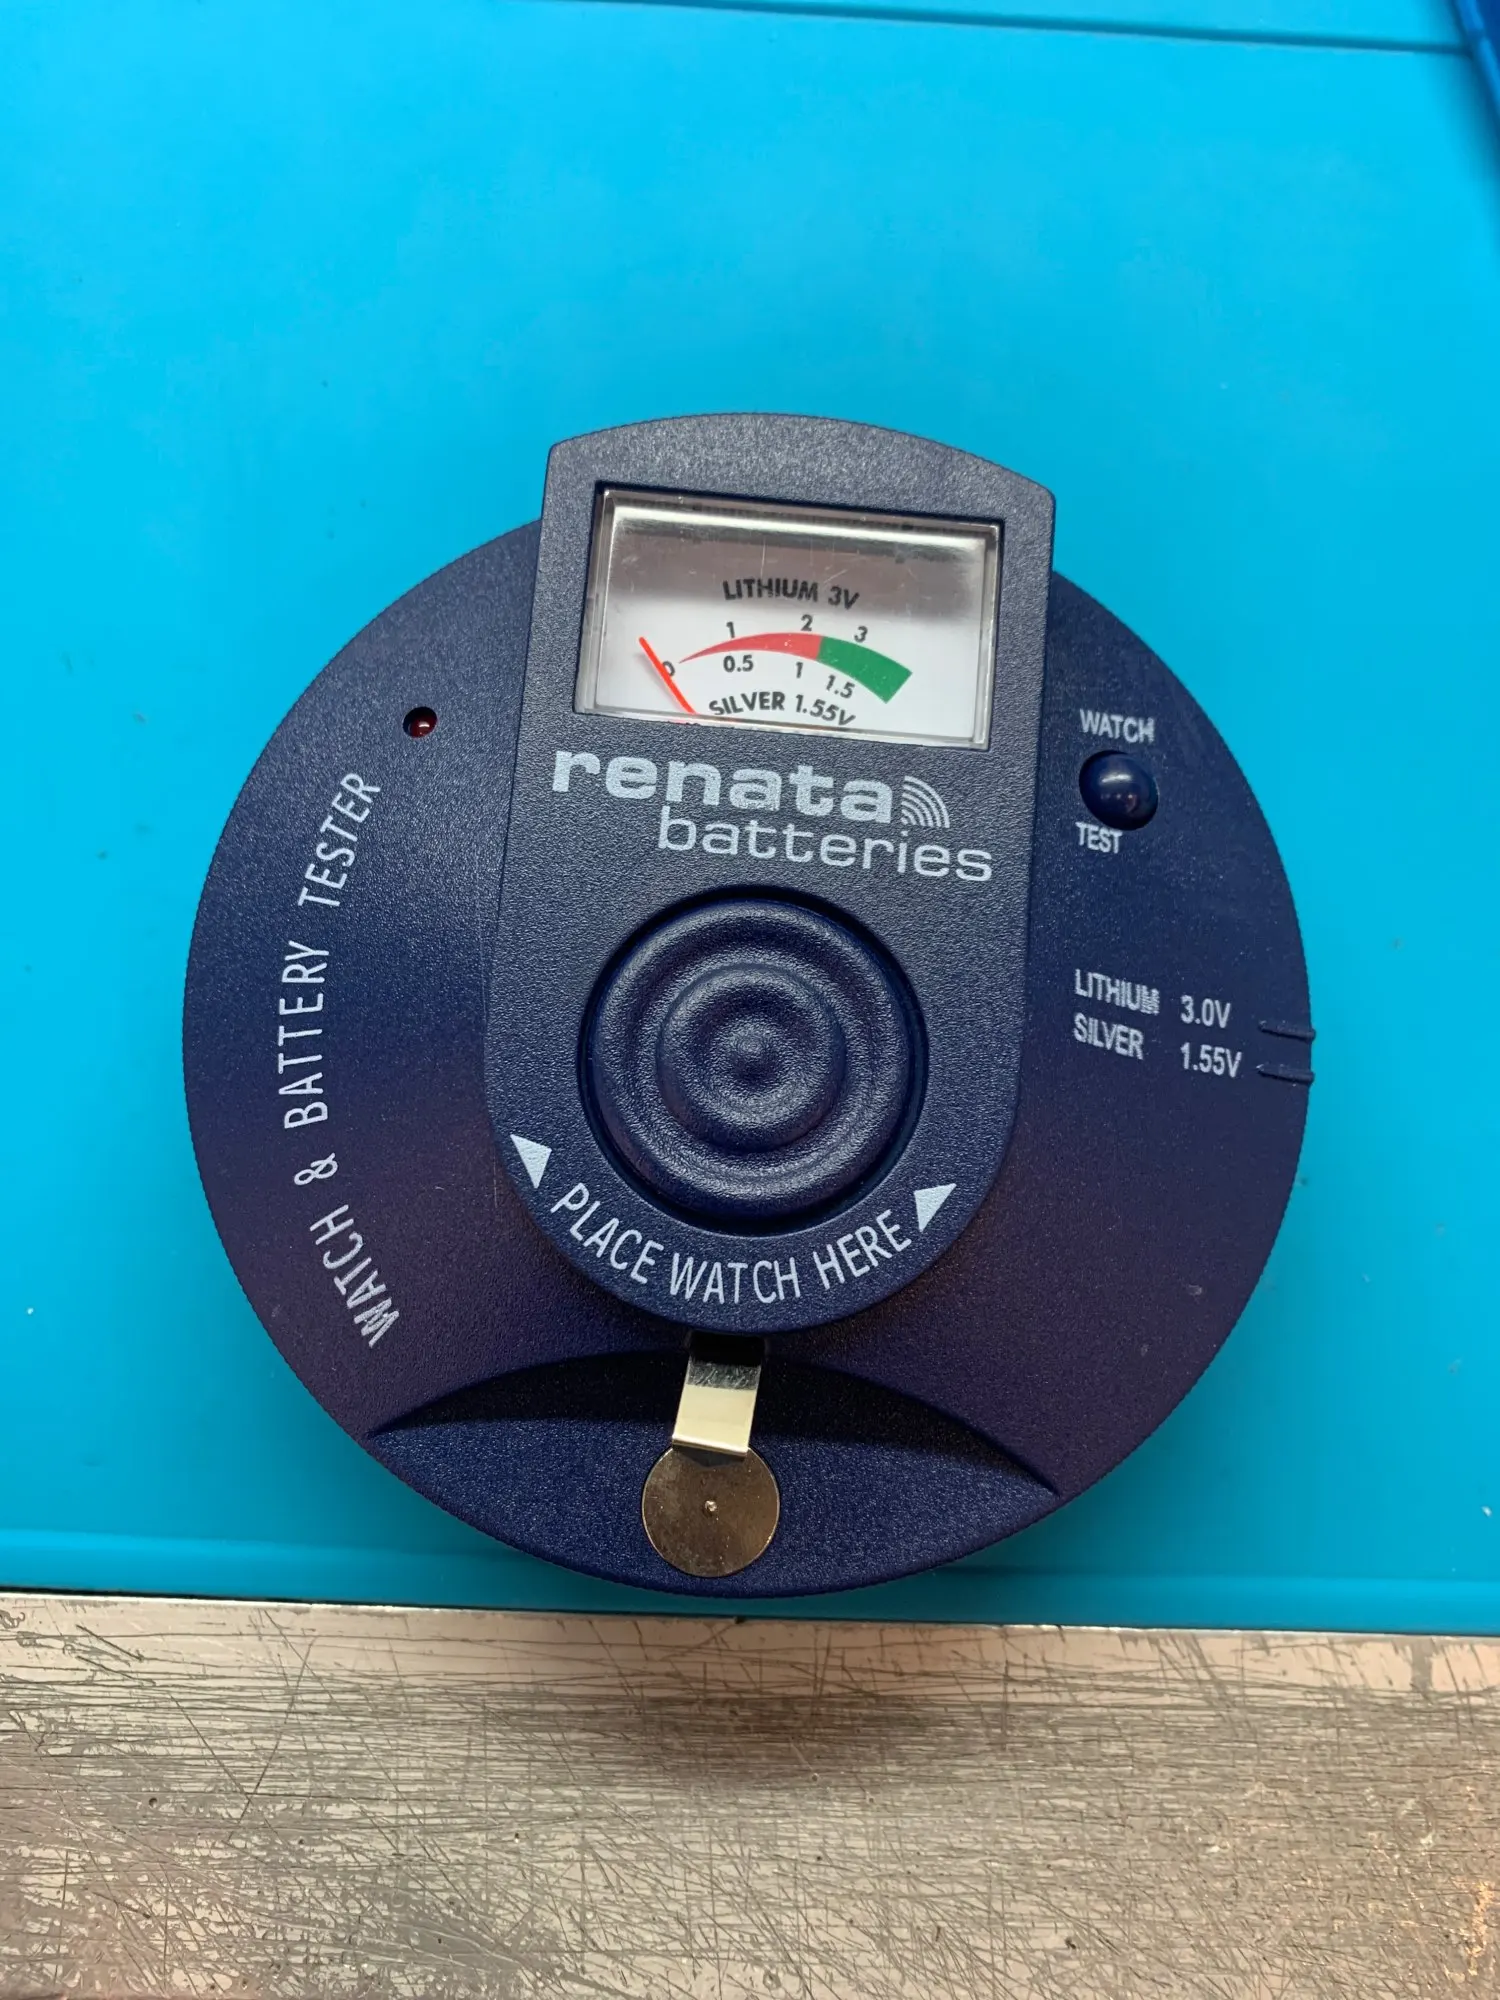 LITHIUM 3V
1 2 3
0 0.5 1 1.5
SILVER 1.55V
renata
batteries
WATCH
TEST
WATCH & BATTERY TESTER
LITHIUM 3.0V
SILVER 1.55V
PLACE WATCH HERE